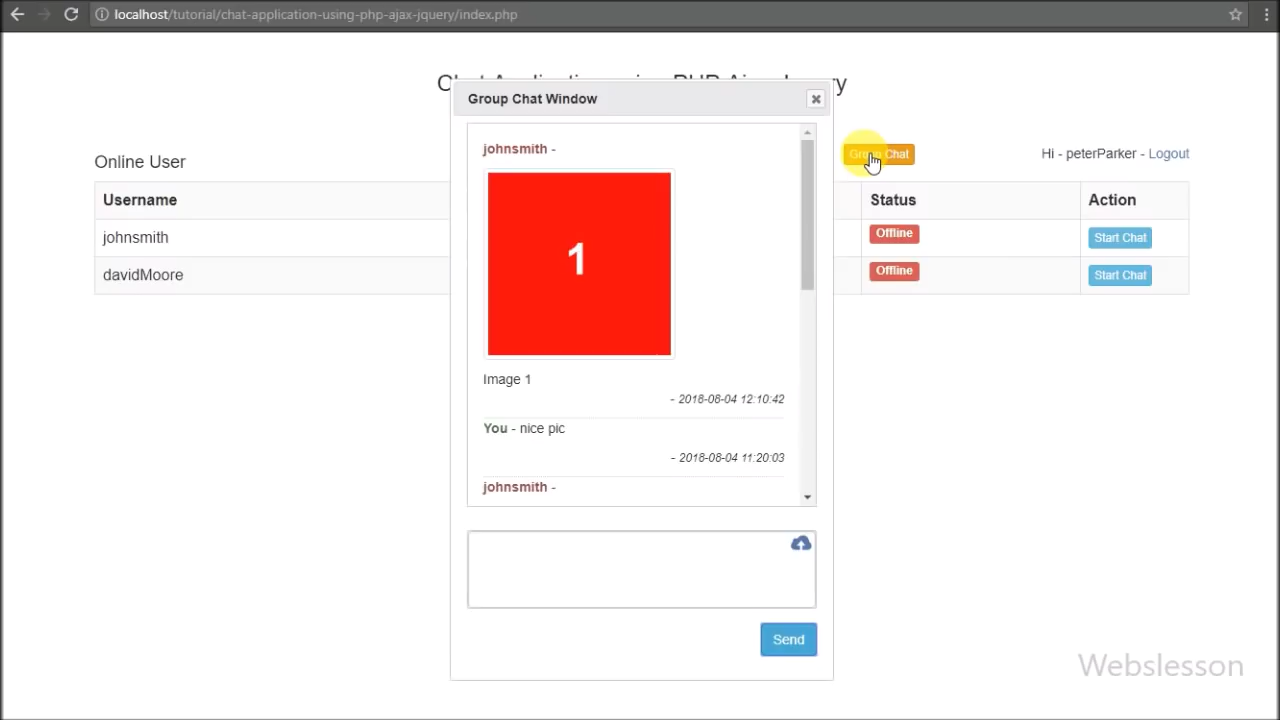 localhost/tutorial/chat-application-using-php-ajax-jquery/index.php
Group Chat Window
johnsmith -
1
Image 1
- 2018-08-04 12:10:42
You - nice pic
- 2018-08-04 11:20:03
johnsmith -
Send
Online User
Group Chat
Hi - peterParker - Logout
Username Status Action
johnsmith Offline Start Chat
davidMoore Offline Start Chat
Webslesson